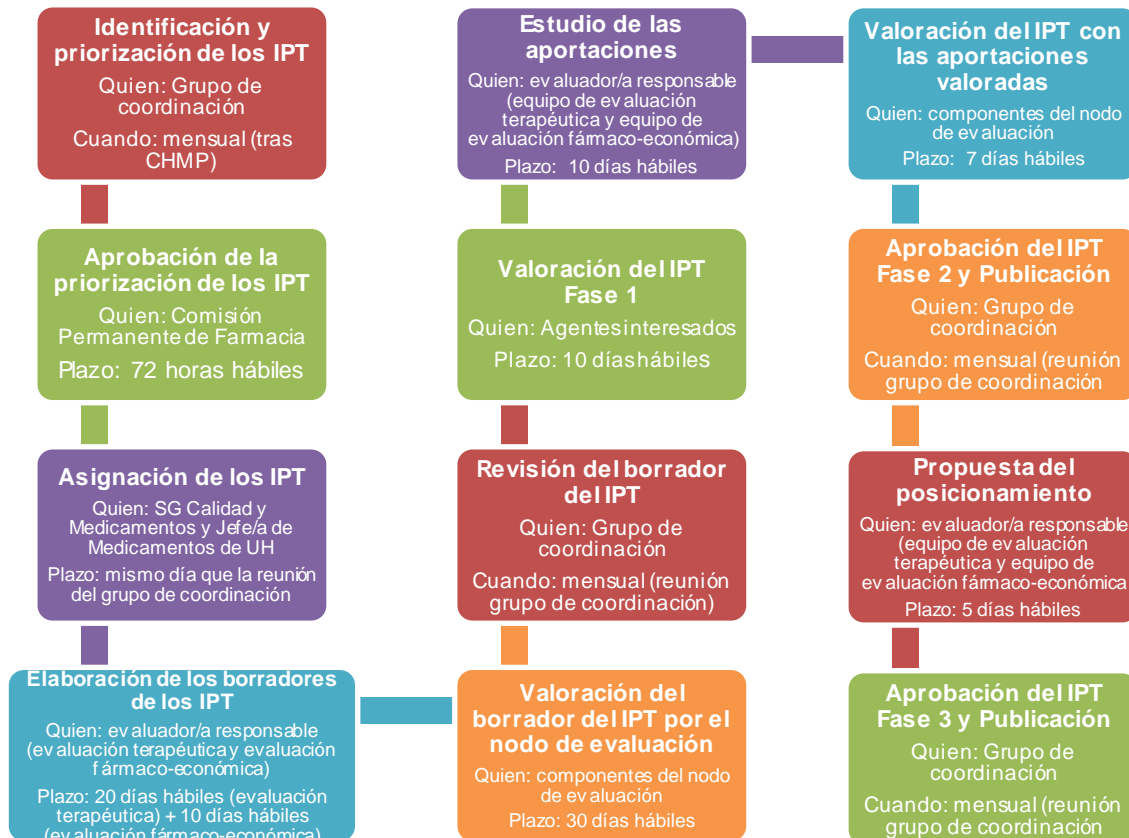 Identificación y
priorización de los IPT
Quien: Grupo de
coordinación
Cuando: mensual (tras
CHMP)
Aprobación de la
priorización de los IPT
Quien: Comisión
Permanente de Farmacia
Plazo: 72 horas hábiles
Asignación de los IPT
Quien: SG Calidad y
Medicamentos y Jefe/a de
Medicamentos de UH
Plazo: mismo día que la reunión
del grupo de coordinación
Elaboración de los borradores
de los IPT
Quien: evaluador/a responsable
(evaluación terapéutica y evaluación
fármaco-económica)
Plazo: 20 días hábiles (evaluación
terapéutica) + 10 días hábiles
(evaluación fármaco-económica)
Valoración del
borrador del IPT por el
nodo de evaluación
Quien: componentes del nodo
de evaluación
Plazo: 30 días hábiles
Revisión del borrador
del IPT
Quien: Grupo de
coordinación
Cuando: mensual (reunión
grupo de coordinación)
Valoración del IPT
Fase 1
Quien: Agentes interesados
Plazo: 10 días hábiles
Estudio de las
aportaciones
Quien: evaluador/a responsable
(equipo de evaluación
terapéutica y equipo de
evaluación fármaco-económica)
Plazo: 10 días hábiles
Valoración del IPT con
las aportaciones
valoradas
Quien: componentes del nodo
de evaluación
Plazo: 7 días hábiles
Aprobación del IPT
Fase 2 y Publicación
Quien: Grupo de
coordinación
Cuando: mensual (reunión
grupo de coordinación
Propuesta del
posicionamiento
Quien: evaluador/a responsable
(equipo de evaluación
terapéutica y equipo de
evaluación fármaco-económica
Plazo: 5 días hábiles
Aprobación del IPT
Fase 3 y Publicación
Quien: Grupo de
coordinación
Cuando: mensual (reunión
grupo de coordinación